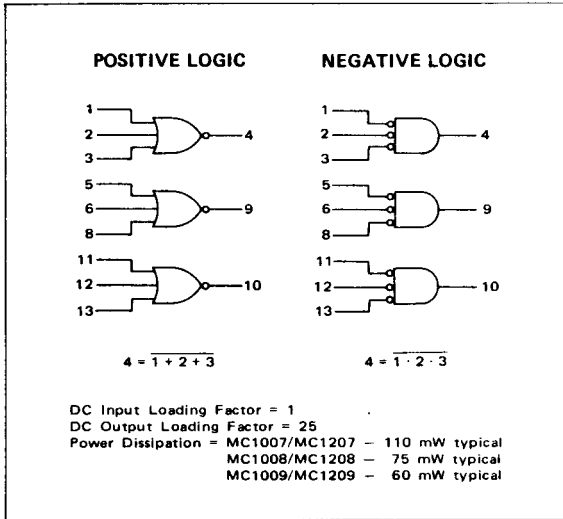 POSITIVE LOGIC
NEGATIVE LOGIC
1
2
3
4
5
6
8
9
11
12
13
10
1
2
3
4
5
6
8
9
11
12
13
10
4 = 1 + 2 + 3
4 = 1 · 2 · 3
DC Input Loading Factor = 1
DC Output Loading Factor = 25
Power Dissipation = MC1007/MC1207 – 110 mW typical
MC1008/MC1208 – 75 mW typical
MC1009/MC1209 – 60 mW typical